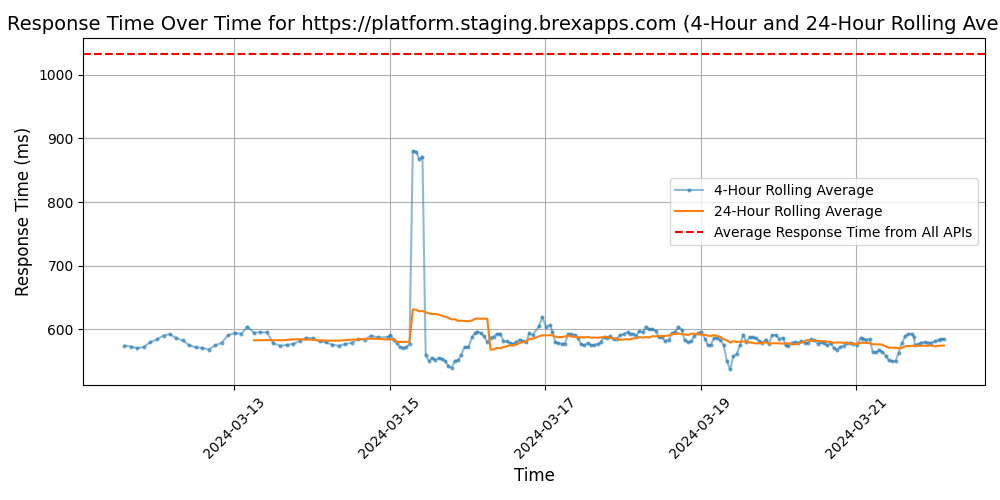 Response Time Over Time for https://platform.staging.brexapps.com (4-Hour and 24-Hour Rolling Ave
Response Time (ms)
1000
900
800
700
600
4-Hour Rolling Average
24-Hour Rolling Average
Average Response Time from All APIs
2024-03-13
2024-03-15
2024-03-17
2024-03-19
2024-03-21
Time